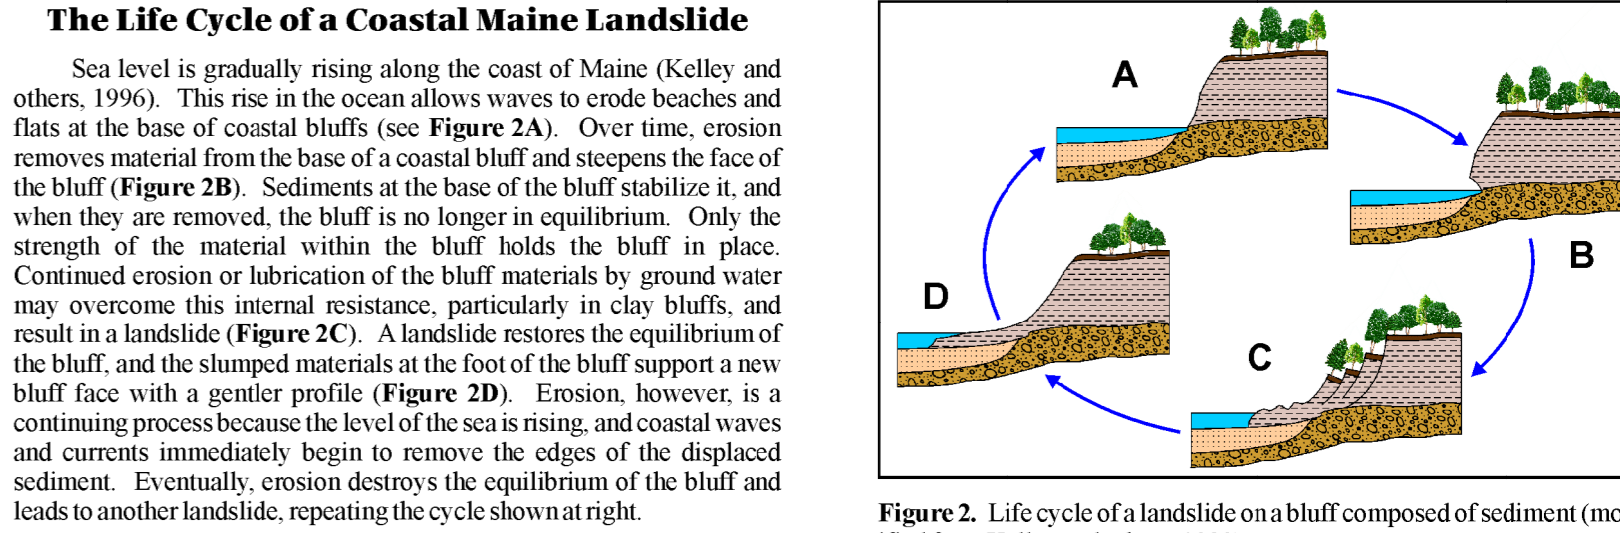 The Life Cycle of a Coastal Maine Landslide
Sea level is gradually rising along the coast of Maine (Kelley and
others, 1996). This rise in the ocean allows waves to erode beaches and
flats at the base of coastal bluffs (see Figure 2A). Over time, erosion
removes material from the base of a coastal bluff and steepens the face of
the bluff (Figure 2B). Sediments at the base of the bluff stabilize it, and
when they are removed, the bluff is no longer in equilibrium. Only the
strength of the material within the bluff holds the bluff in place.
Continued erosion or lubrication of the bluff materials by ground water
may overcome this internal resistance, particularly in clay bluffs, and
result in a landslide (Figure 2C). A landslide restores the equilibrium of
the bluff, and the slumped materials at the foot of the bluff support a new
bluff face with a gentler profile (Figure 2D). Erosion, however, is a
continuing process because the level of the sea is rising, and coastal waves
and currents immediately begin to remove the edges of the displaced
sediment. Eventually, erosion destroys the equilibrium of the bluff and
leads to another landslide, repeating the cycle shown at right.
A
B
C
D
Figure 2. Life cycle of a landslide on a bluff composed of sediment (mo